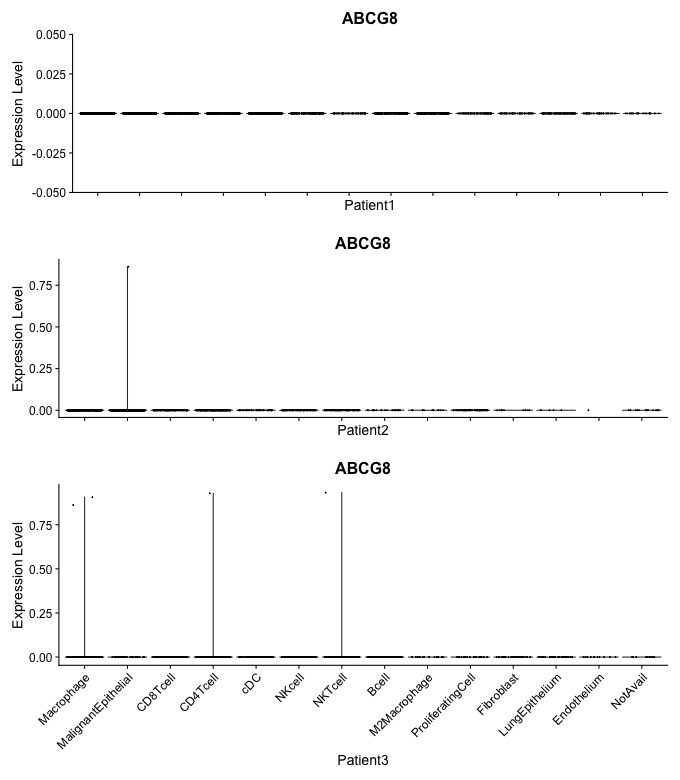 ABCG8
Expression Level
0.050
0.025
0.000
-0.025
-0.050
Patient1
ABCG8
Expression Level
0.75
0.50
0.25
0.00
Patient2
ABCG8
Expression Level
0.75
0.50
0.25
0.00
Macrophage
MalignantEpithelial
CD8Tcell
CD4Tcell
cDC
NKcell
NKTcell
Bcell
M2Macrophage
ProliferatingCell
Fibroblast
LungEpithelium
Endothelium
NotAvail
Patient3